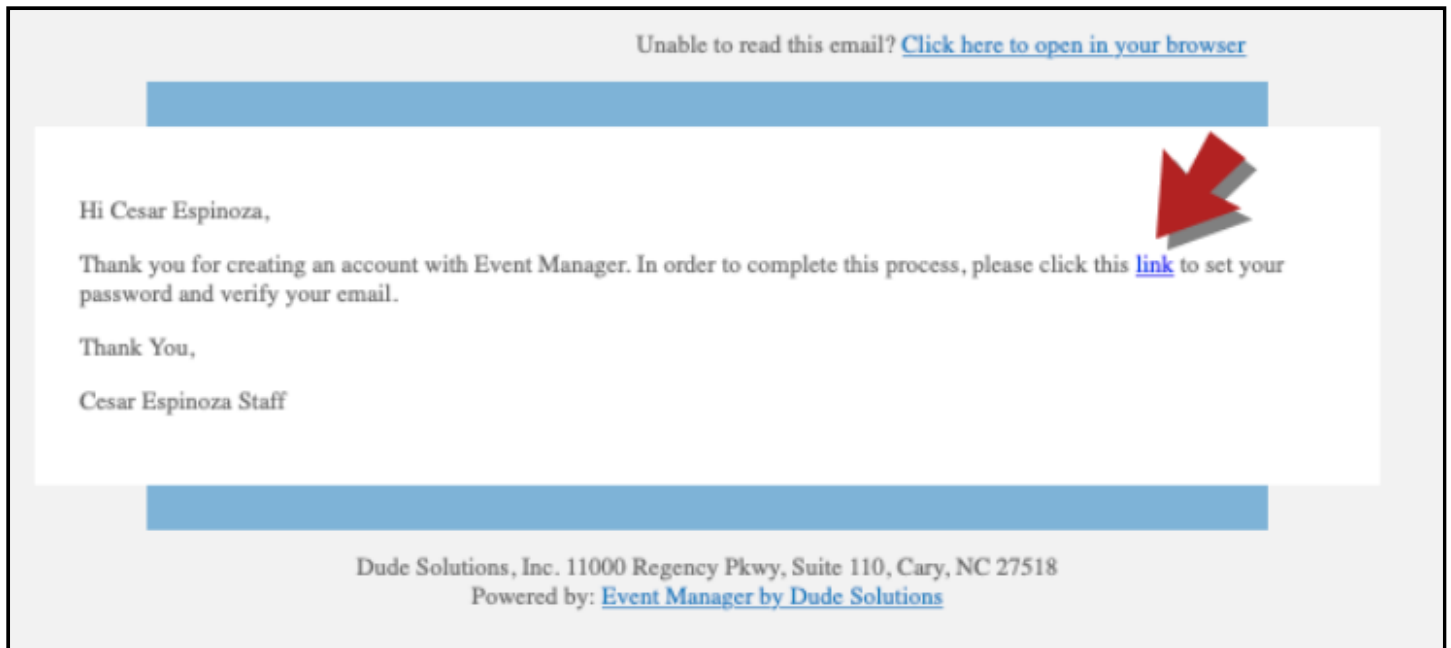 Unable to read this email? Click here to open in your browser
Hi Cesar Espinoza,
Thank you for creating an account with Event Manager. In order to complete this process, please click this link to set your
password and verify your email.
Thank You,
Cesar Espinoza Staff
Dude Solutions, Inc. 11000 Regency Pkwy, Suite 110, Cary, NC 27518
Powered by: Event Manager by Dude Solutions